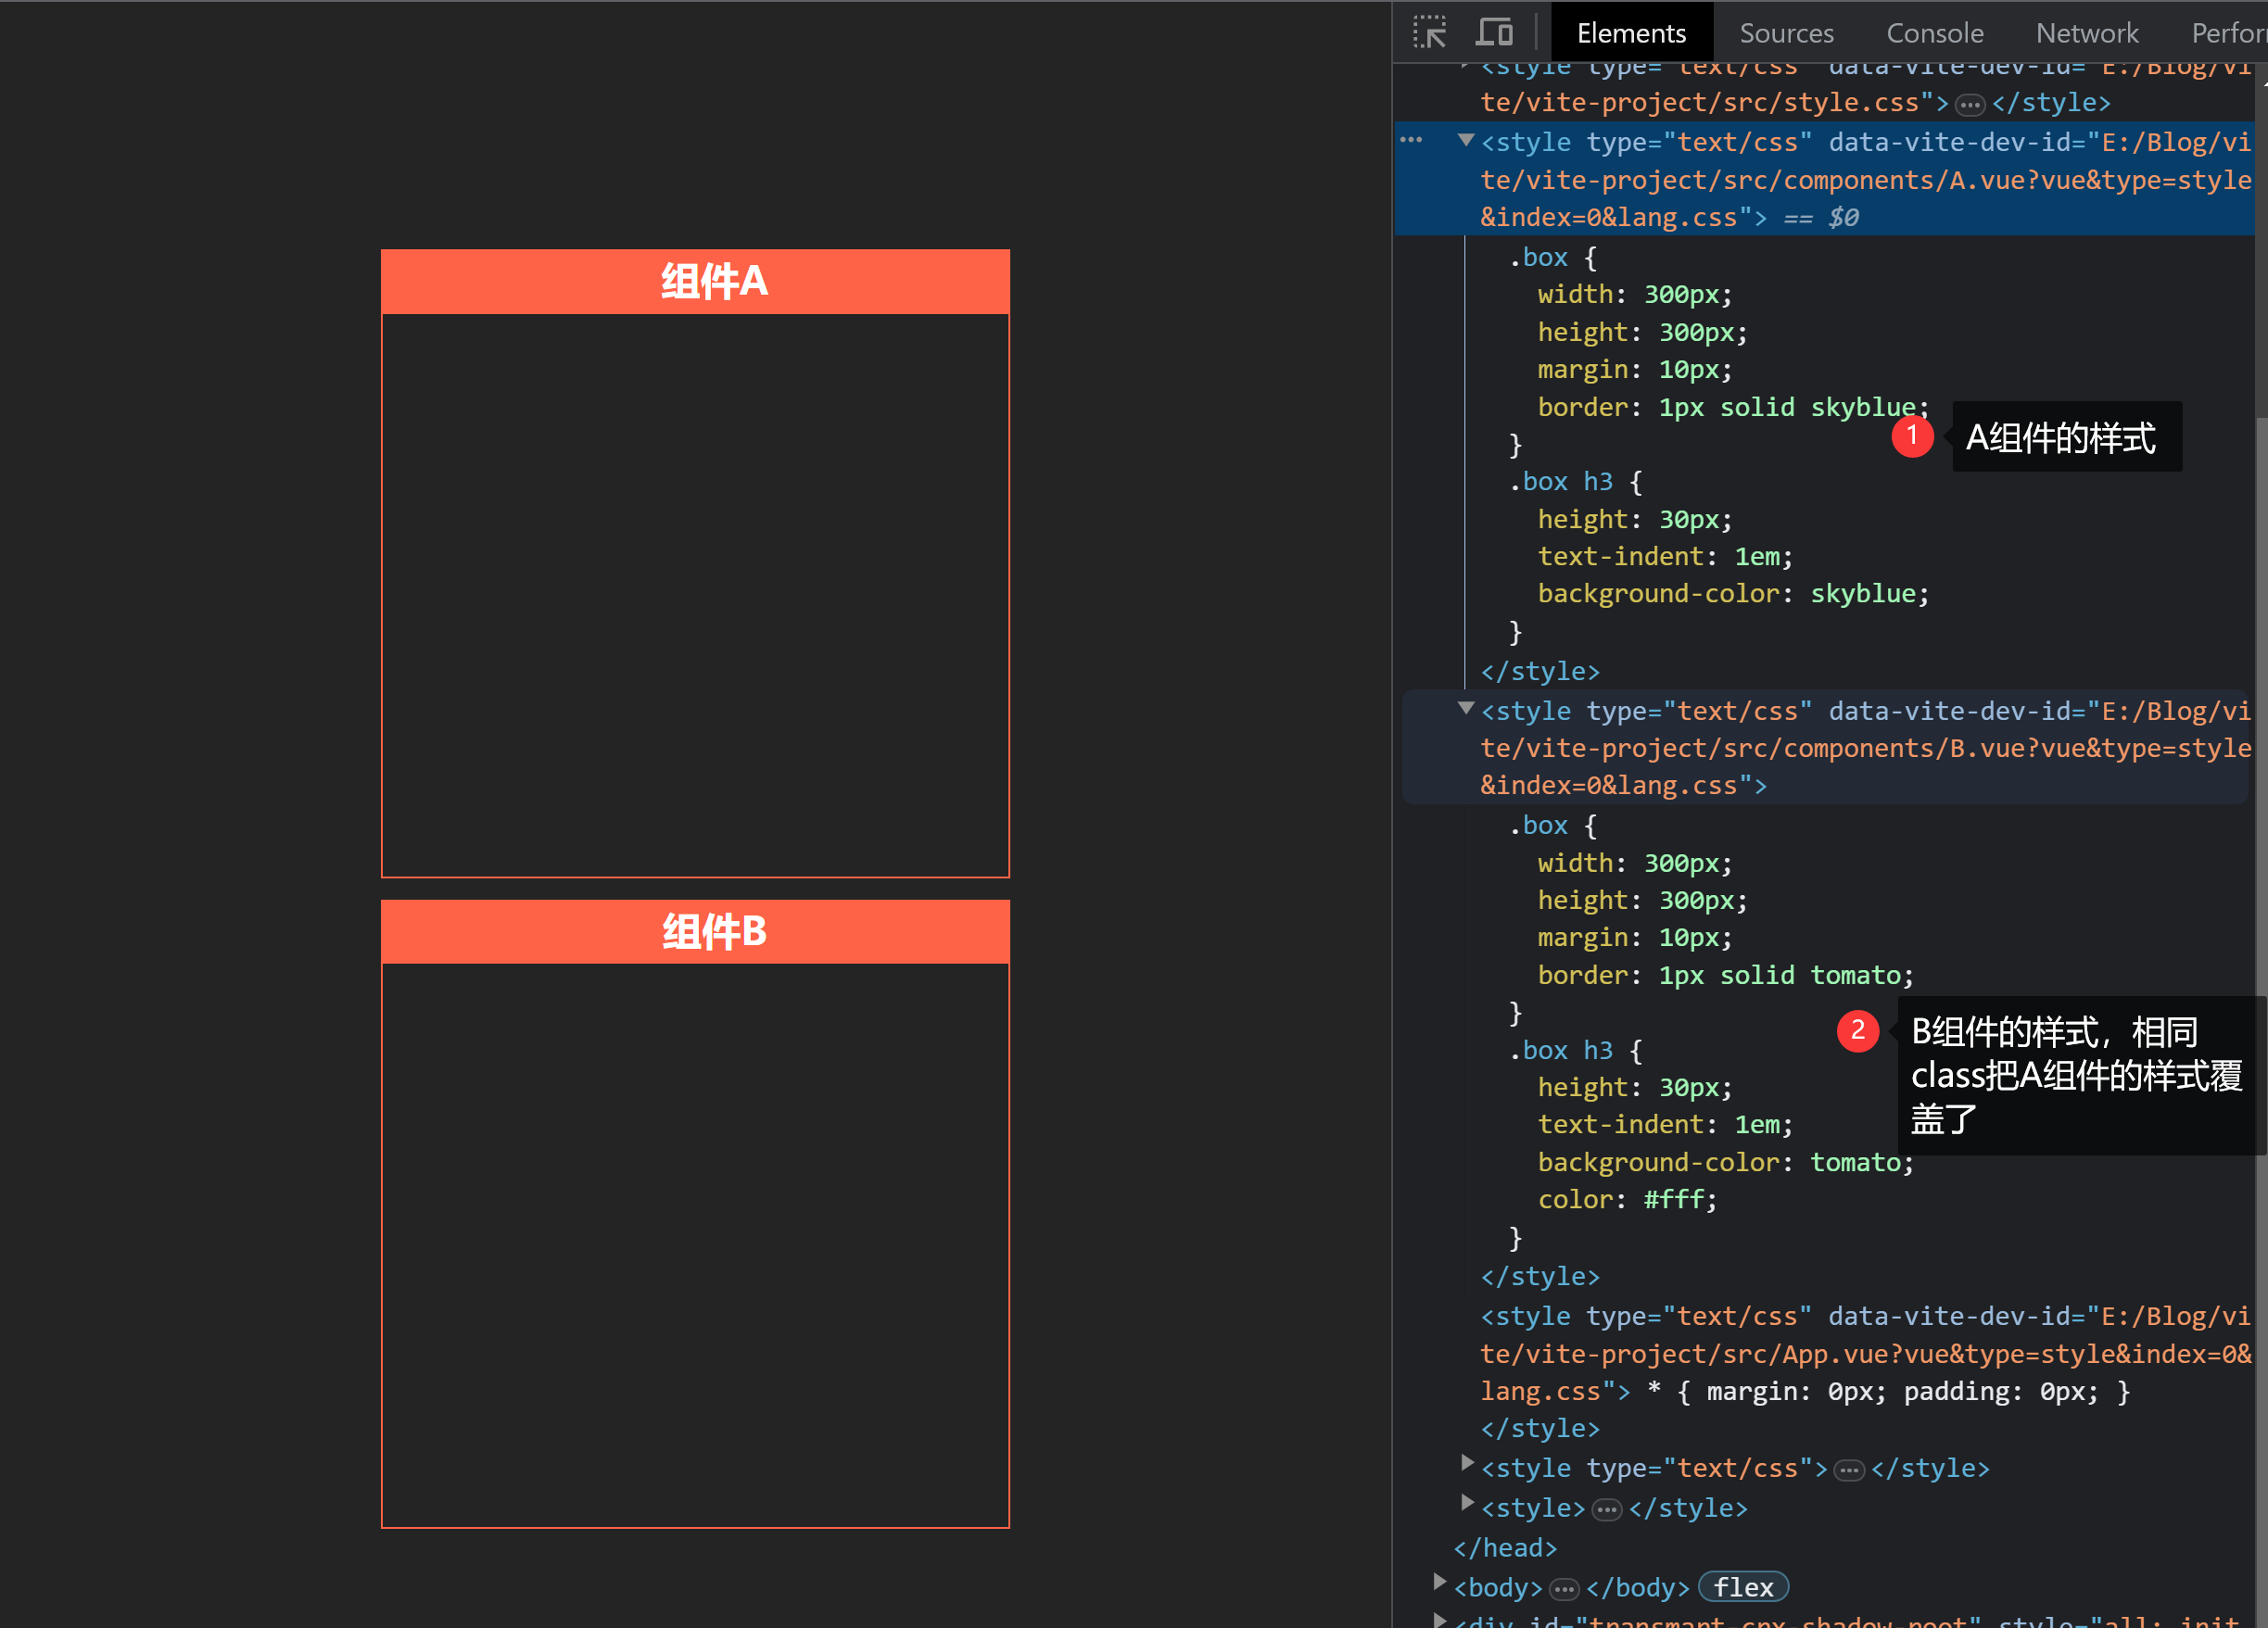 组件A
组件B
Elements
Sources
Console
Network
Perfor
<style type="text/css" data-vite-dev-id="E:/Blog/vi
te/vite-project/src/style.css">…</style>
<style type="text/css" data-vite-dev-id="E:/Blog/vi
te/vite-project/src/components/A.vue?vue&type=style
&index=0&lang.css"> == $0
.box {
width: 300px;
height: 300px;
margin: 10px;
border: 1px solid skyblue;
}
.box h3 {
height: 30px;
text-indent: 1em;
background-color: skyblue;
}
</style>
1
A组件的样式
<style type="text/css" data-vite-dev-id="E:/Blog/vi
te/vite-project/src/components/B.vue?vue&type=style
&index=0&lang.css">
.box {
width: 300px;
height: 300px;
margin: 10px;
border: 1px solid tomato;
}
.box h3 {
height: 30px;
text-indent: 1em;
background-color: tomato;
color: #fff;
}
</style>
2
B组件的样式，相同
class把A组件的样式覆
盖了
<style type="text/css" data-vite-dev-id="E:/Blog/vi
te/vite-project/src/App.vue?vue&type=style&index=0&
lang.css"> * { margin: 0px; padding: 0px; }
</style>
<style type="text/css">…</style>
<style>…</style>
</head>
<body>…</body> flex
<div id="transmart-crx-shadow-root" style="all: init